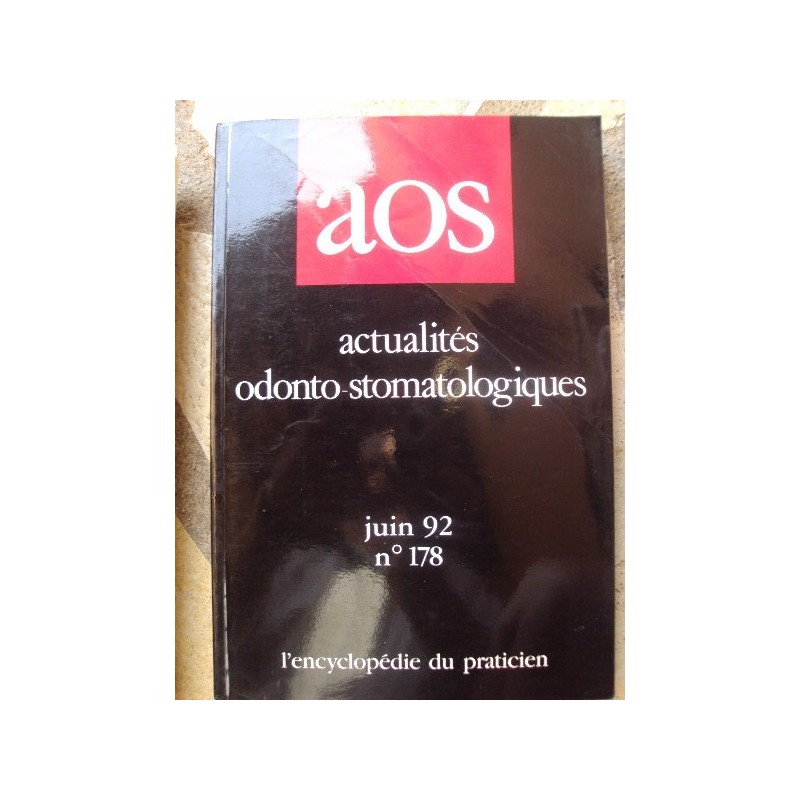 aos
actualités
odonto-stomatologiques
juin 92
n° 178
l'encyclopédie du praticien